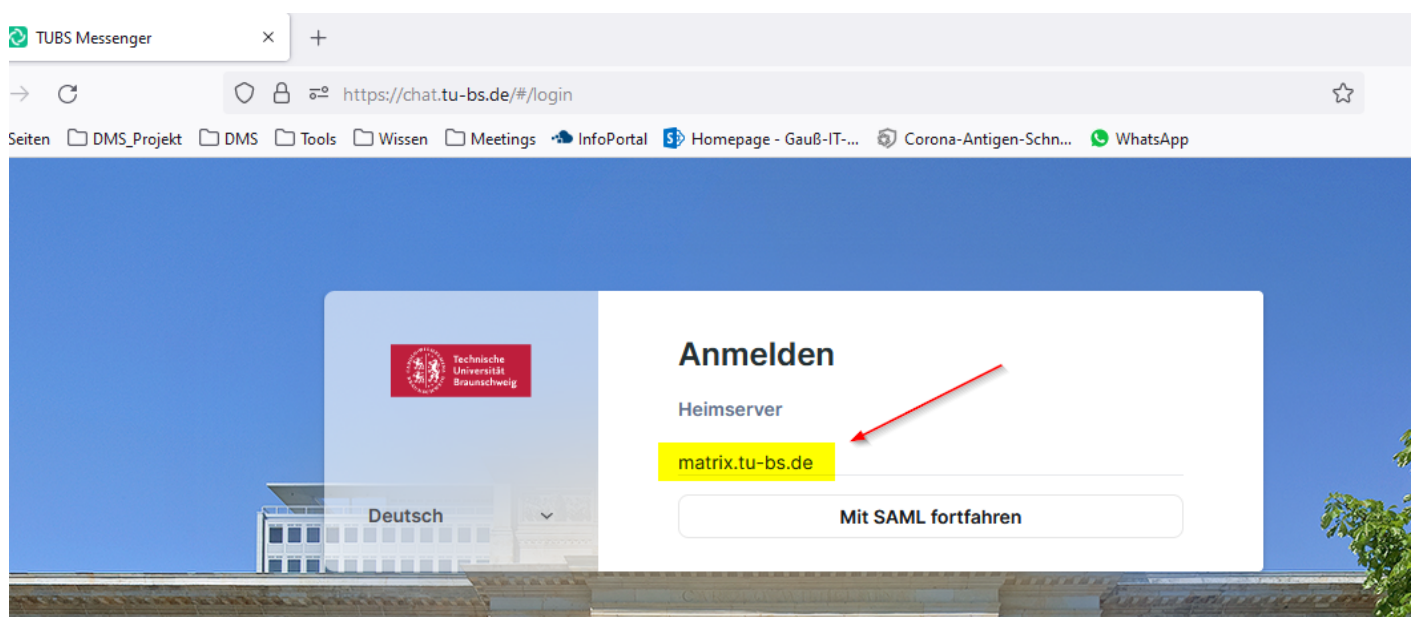 TUBS Messenger
https://chat.tu-bs.de/#/login
Seiten DMS_Projekt DMS Tools Wissen Meetings InfoPortal Homepage - Gauß-IT-... Corona-Antigen-Schn... WhatsApp
Technische
Universität
Braunschweig
Deutsch
Anmelden
Heimserver
matrix.tu-bs.de
Mit SAML fortfahren